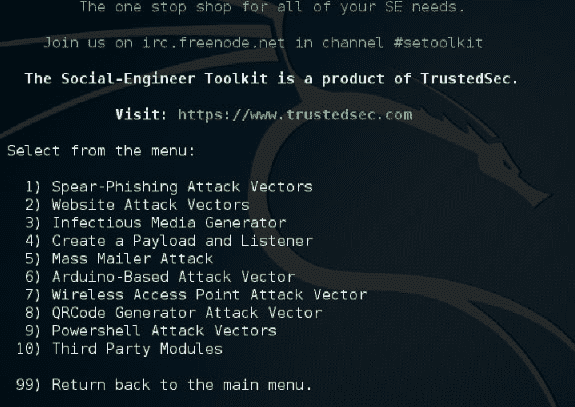 The one stop shop for all of your SE needs.
Join us on irc.freenode.net in channel #setoolkit
The Social-Engineer Toolkit is a product of TrustedSec.
Visit: https://www.trustedsec.com
Select from the menu:
1) Spear-Phishing Attack Vectors
2) Website Attack Vectors
3) Infectious Media Generator
4) Create a Payload and Listener
5) Mass Mailer Attack
6) Arduino-Based Attack Vector
7) Wireless Access Point Attack Vector
8) QRCode Generator Attack Vector
9) Powershell Attack Vectors
10) Third Party Modules
99) Return back to the main menu.